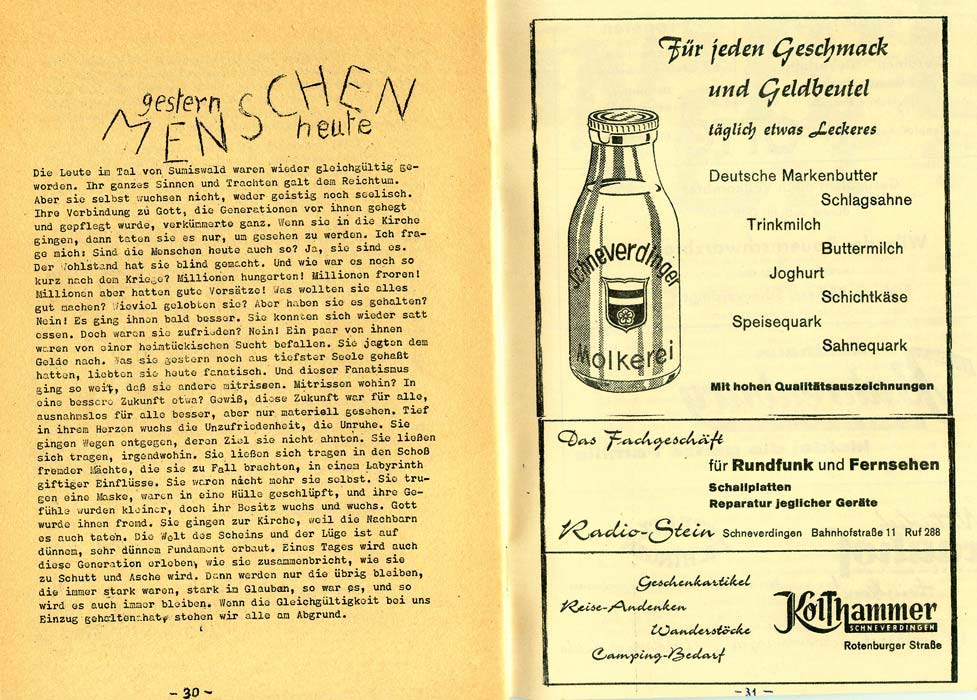 gestern
MENSCHEN
heute
Die Leute im Tal von Sumiswald waren wieder gleichgültig ge-
worden. Ihr ganzes Sinnen und Trachten galt dem Reichtum.
Aber sie selbst wuchsen nicht, weder geistig noch seelisch.
Ihre Verbindung zu Gott, die Generationen vor ihnen gehegt
und gepflegt wurde, verkümmerte ganz. Wenn sie in die Kirche
gingen, dann taten sie es nur, um gesehen zu werden. Ich fra-
ge mich: Sind die Menschen heute auch so? Ja, sie sind es.
Der Wohlstand hat sie blind gemacht. Und wie war es noch so
kurz nach dem Kriege? Millionen hungerten! Millionen froren!
Millionen aber hatten gute Vorsätze! Was wollten sie alles
gut machen? Wieviel gelobten sie? Aber haben sie es gehalten?
Nein! Es ging ihnen bald besser. Sie konnten sich wieder satt
essen. Doch waren sie zufrieden? Nein! Ein paar von ihnen
waren von einer heimtückischen Sucht befallen. Sie jagten dem
Gelde nach. Was sie gestern noch aus tiefster Seele gehaßt
hatten, liebten sie heute fanatisch. Und dieser Fanatismus
ging so weit, daß sie andere mitrissen. Mitrissen wohin? In
eine bessere Zukunft etwa? Gewiß, diese Zukunft war für alle,
ausnahmslos für alle besser, aber nur materiell gesehen. Tief
in ihrem Herzen wuchs die Unzufriedenheit, die Unruhe. Sie
gingen Wegen entgegen, deren Ziel sie nicht ahnten. Sie ließen
sich tragen, irgendwohin. Sie ließen sich tragen in den Schoß
fremder Mächte, die sie zu Fall brachten, in einem Labyrinth
giftiger Einflüsse. Sie waren nicht mehr sie selbst. Sie tru-
gen eine Maske, waren in eine Hülle geschlüpft, und ihre Ge-
fühle wurden kleiner, doch ihr Besitz wuchs und wuchs. Gott
wurde ihnen fremd. Sie gingen zur Kirche, weil die Nachbarn
es auch taten. Die Welt des Scheins und der Lüge ist auf
dünnem, sehr dünnem Fundament erbaut. Eines Tages wird auch
diese Generation erleben, wie sie zusammenbricht, wie sie
zu Schutt und Asche wird. Dann werden nur die übrig bleiben,
die immer stark waren, stark im Glauben, so war es, und so
wird es auch immer bleiben. Wenn die Gleichgültigkeit bei uns
Einzug gehalten hat, stehen wir alle am Abgrund.
- 30 -
Für jeden Geschmack
und Geldbeutel
täglich etwas Leckeres
Deutsche Markenbutter
Schlagsahne
Trinkmilch
Buttermilch
Joghurt
Schichtkäse
Speisequark
Sahnequark
Mit hohen Qualitätsauszeichnungen
Schneverdinger
Molkerei
Das Fachgeschäft
für Rundfunk und Fernsehen
Schallplatten
Reparatur jeglicher Geräte
Radio-Stein Schneverdingen Bahnhofstraße 11 Ruf 288
Geschenkartikel
Reise-Andenken
Wanderstöcke
Camping-Bedarf
Kolthammer
SCHNEVERDINGEN
Rotenburger Straße
- 31 -